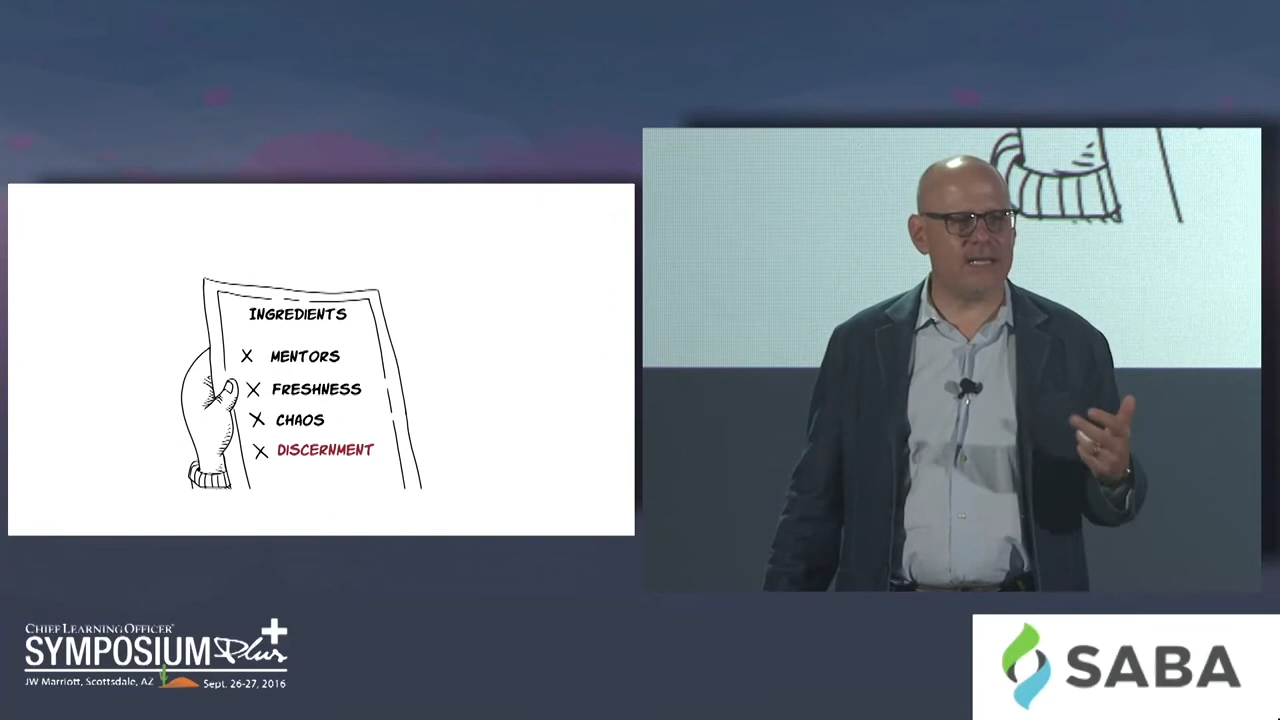 INGREDIENTS
X MENTORS
X FRESHNESS
X CHAOS
X DISCERNMENT
CHIEF LEARNING OFFICER
SYMPOSIUM Plus
JW Marriott, Scottsdale, AZ Sept. 26-27, 2016
SABA